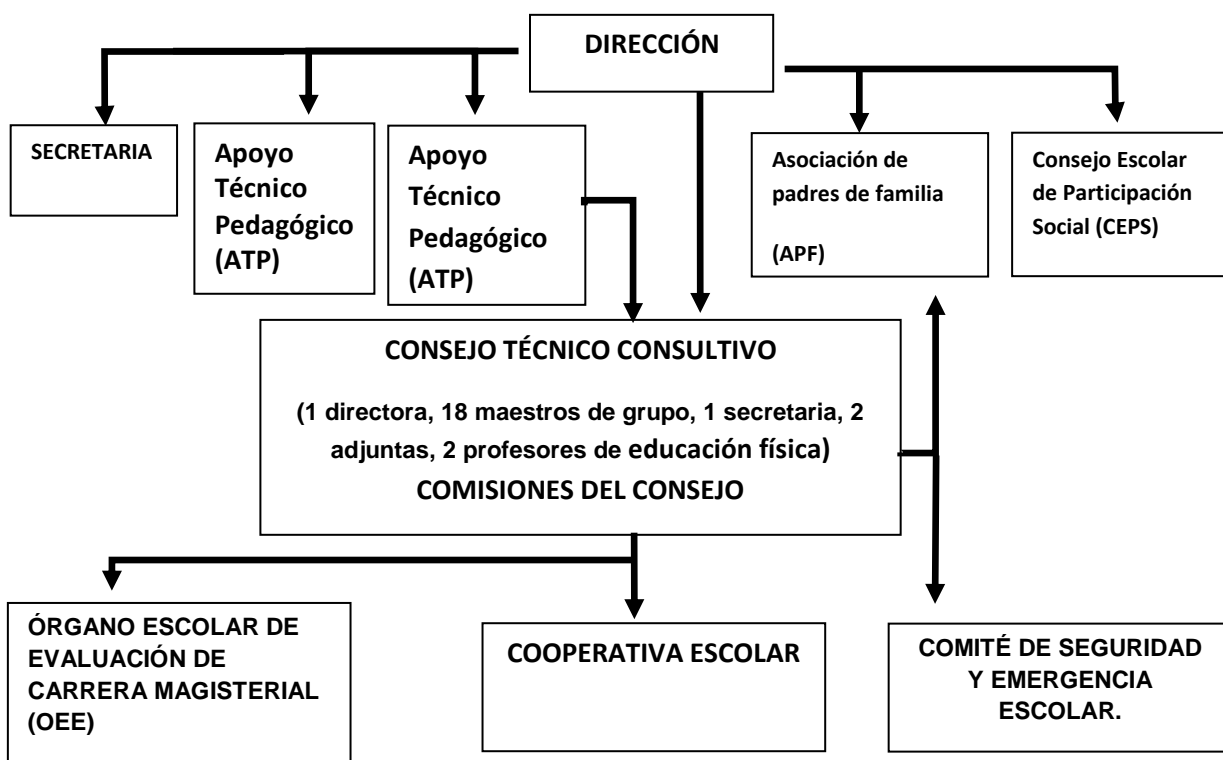 DIRECCIÓN
SECRETARIA
Apoyo
Técnico
Pedagógico
(ATP)
Apoyo
Técnico
Pedagógico
(ATP)
Asociación de
padres de familia
(APF)
Consejo Escolar
de Participación
Social (CEPS)
CONSEJO TÉCNICO CONSULTIVO
(1 directora, 18 maestros de grupo, 1 secretaria, 2
adjuntas, 2 profesores de educación física)
COMISIONES DEL CONSEJO
ÓRGANO ESCOLAR DE
EVALUACIÓN DE
CARRERA MAGISTERIAL
(OEE)
COOPERATIVA ESCOLAR
COMITÉ DE SEGURIDAD
Y EMERGENCIA
ESCOLAR.